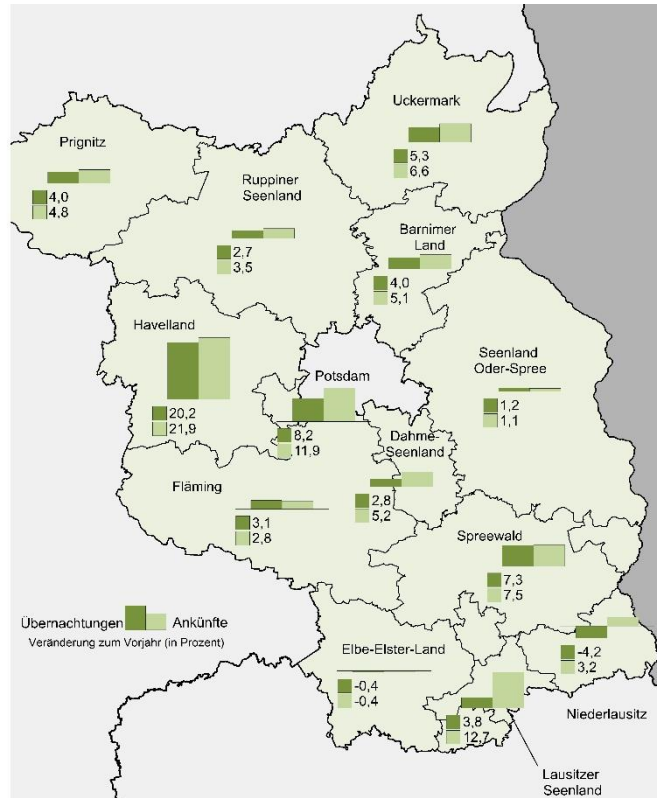 Uckermark
5,3
6,6
Prignitz
4,0
4,8
Ruppiner
Seenland
2,7
3,5
Barnimer
Land
4,0
5,1
Havelland
20,2
21,9
Potsdam
8,2
11,9
Seenland
Oder-Spree
1,2
1,1
Dahme-
Seenland
2,8
5,2
Fläming
3,1
2,8
Spreewald
7,3
7,5
Übernachtungen Ankünfte
Veränderung zum Vorjahr (in Prozent)
Elbe-Elster-Land
-0,4
-0,4
-4,2
3,2
Niederlausitz
3,8
12,7
Lausitzer
Seenland